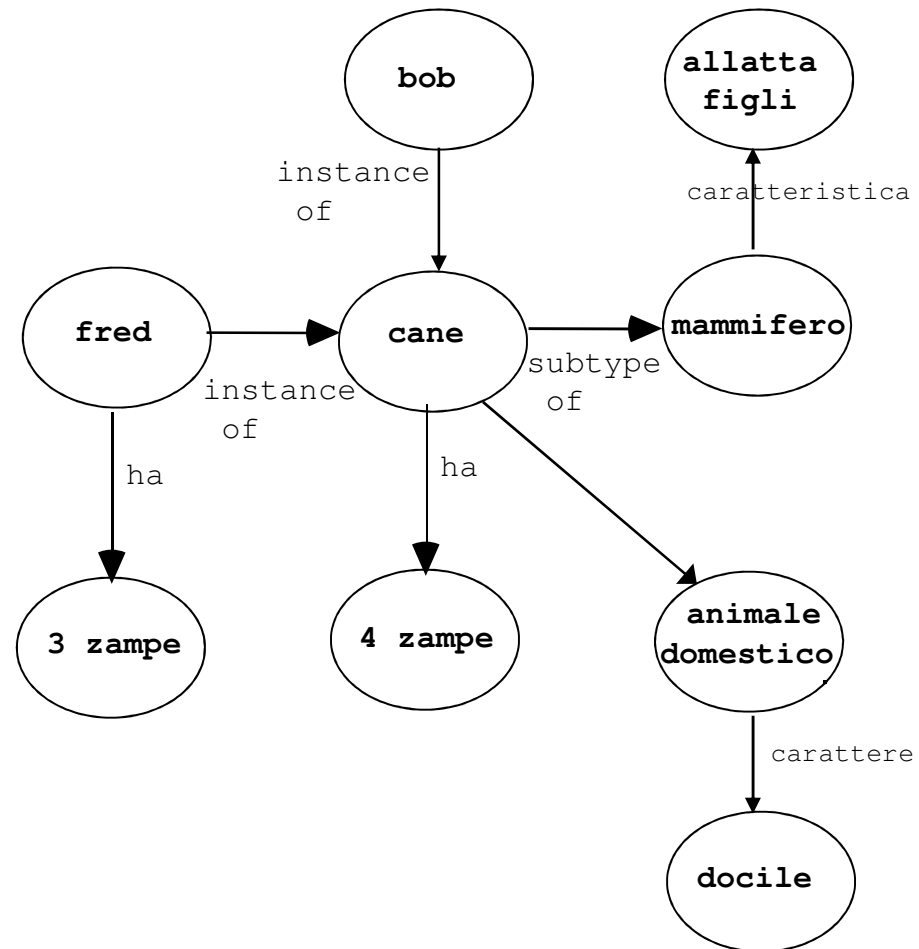 bob
allatta
figli
instance
of
caratteristica
fred
cane
mammifero
instance
of
subtype
of
ha
ha
3 zampe
4 zampe
animale
domestico
carattere
docile